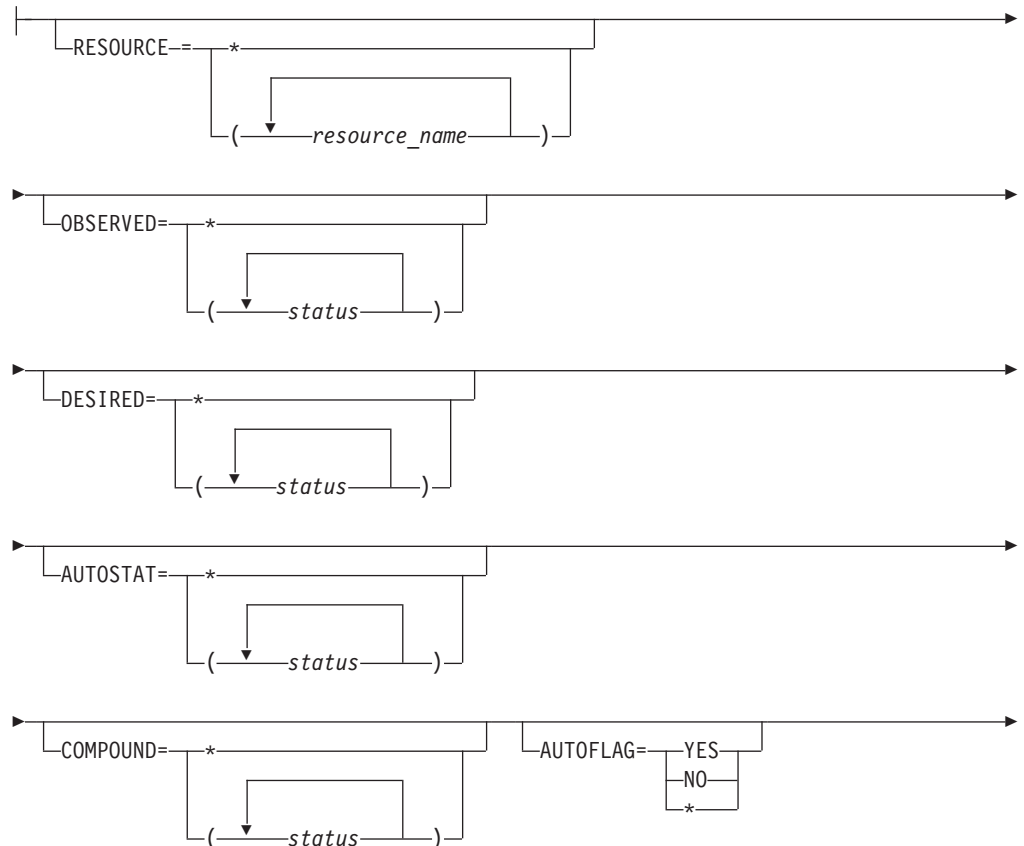 RESOURCE = *
( resource_name )
OBSERVED= *
( status )
DESIRED= *
( status )
AUTOSTAT= *
( status )
COMPOUND= * AUTOFLAG= YES
NO
*
( status )